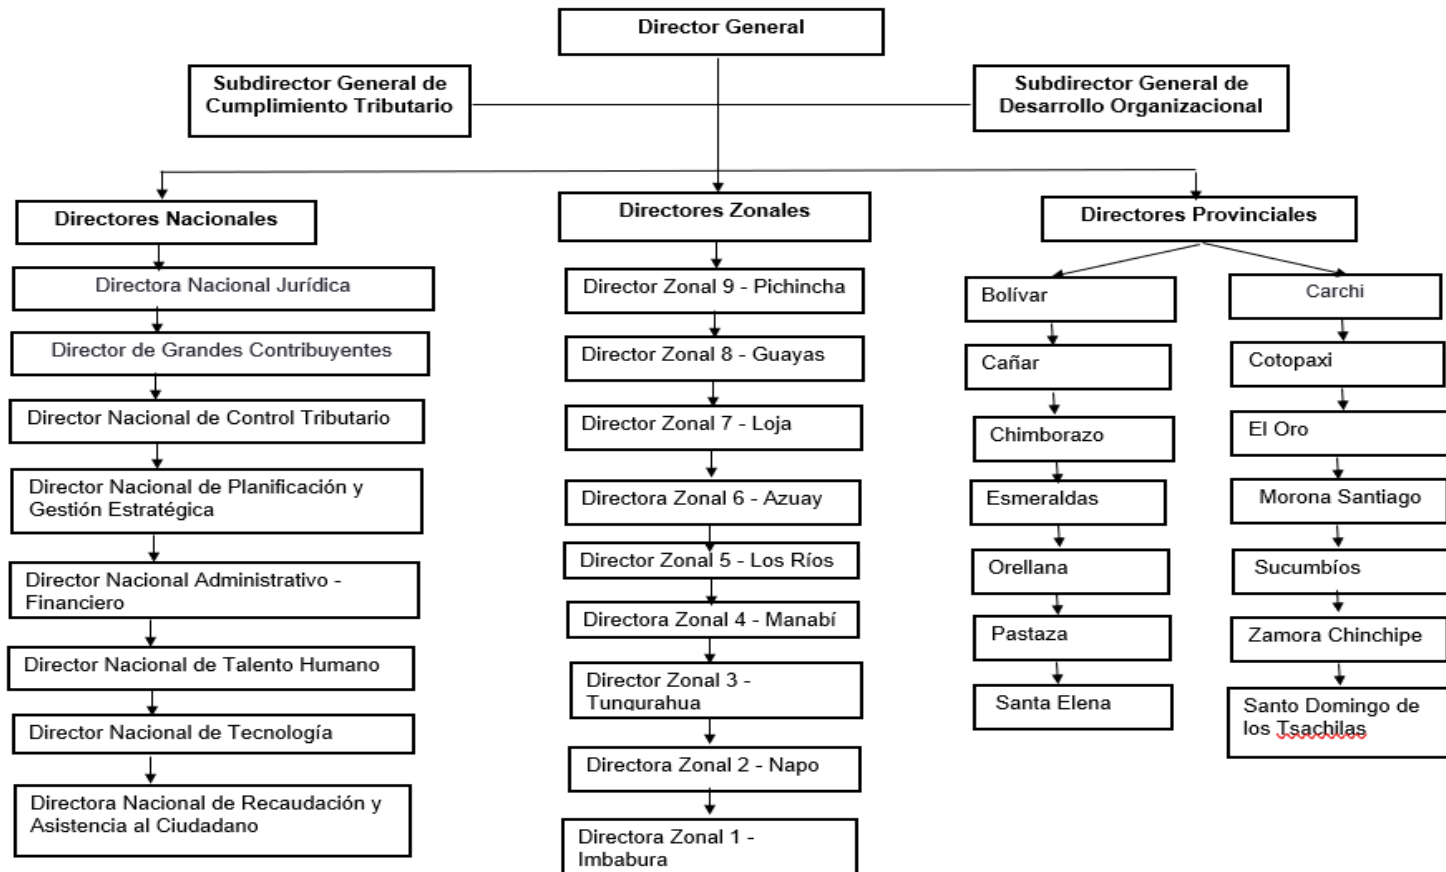 Director General
Subdirector General de
Cumplimiento Tributario
Subdirector General de
Desarrollo Organizacional
Directores Nacionales
Directora Nacional Jurídica
Director de Grandes Contribuyentes
Director Nacional de Control Tributario
Director Nacional de Planificación y
Gestión Estratégica
Director Nacional Administrativo -
Financiero
Director Nacional de Talento Humano
Director Nacional de Tecnología
Directora Nacional de Recaudación y
Asistencia al Ciudadano
Directores Zonales
Director Zonal 9 - Pichincha
Director Zonal 8 - Guayas
Director Zonal 7 - Loja
Directora Zonal 6 - Azuay
Director Zonal 5 - Los Ríos
Directora Zonal 4 - Manabí
Director Zonal 3 -
Tungurahua
Directora Zonal 2 - Napo
Directora Zonal 1 -
Imbabura
Directores Provinciales
Bolívar
Cañar
Chimborazo
Esmeraldas
Orellana
Pastaza
Santa Elena
Carchi
Cotopaxi
El Oro
Morona Santiago
Sucumbíos
Zamora Chinchipe
Santo Domingo de
los Tsachilas